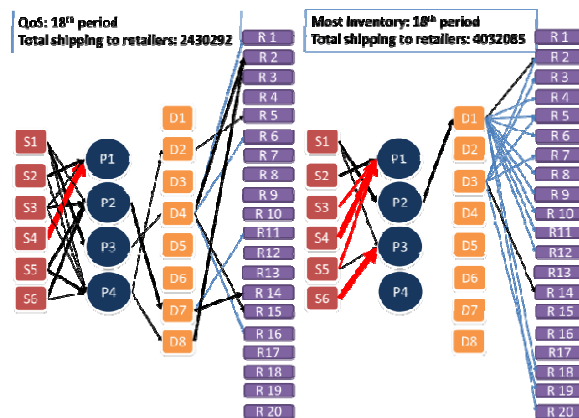 QoS: 18th period
Total shipping to retailers: 2430292
S1
S2
S3
S4
S5
S6
P1
P2
P3
P4
D1
D2
D3
D4
D5
D6
D7
D8
R 1
R 2
R 3
R 4
R 5
R 6
R 7
R 8
R 9
R 10
R11
R12
R13
R 14
R 15
R 16
R17
R 18
R 19
R 20
Most Inventory: 18th period
Total shipping to retailers: 4032085
S1
S2
S3
S4
S5
S6
P1
P2
P3
P4
D1
D2
D3
D4
D5
D6
D7
D8
R 1
R 2
R 3
R 4
R 5
R 6
R 7
R 8
R 9
R 10
R11
R12
R13
R 14
R 15
R 16
R17
R 18
R 19
R 20